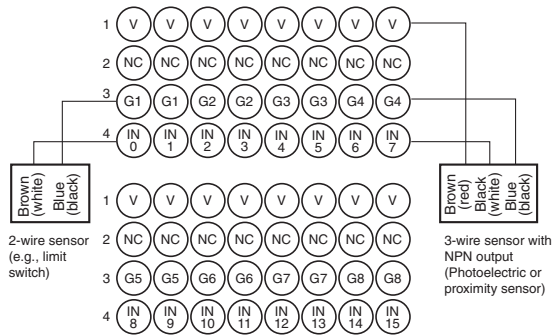 1 V V V V V V V V
2 NC NC NC NC NC NC NC NC
3 G1 G1 G2 G2 G3 G3 G4 G4
4 IN 0 IN 1 IN 2 IN 3 IN 4 IN 5 IN 6 IN 7
Brown (white)
Blue (black)
2-wire sensor
(e.g., limit
switch)
Brown (red)
Black (white)
Blue (black)
3-wire sensor with
NPN output
(Photoelectric or
proximity sensor)
1 V V V V V V V V
2 NC NC NC NC NC NC NC NC
3 G5 G5 G6 G6 G7 G7 G8 G8
4 IN 8 IN 9 IN 10 IN 11 IN 12 IN 13 IN 14 IN 15